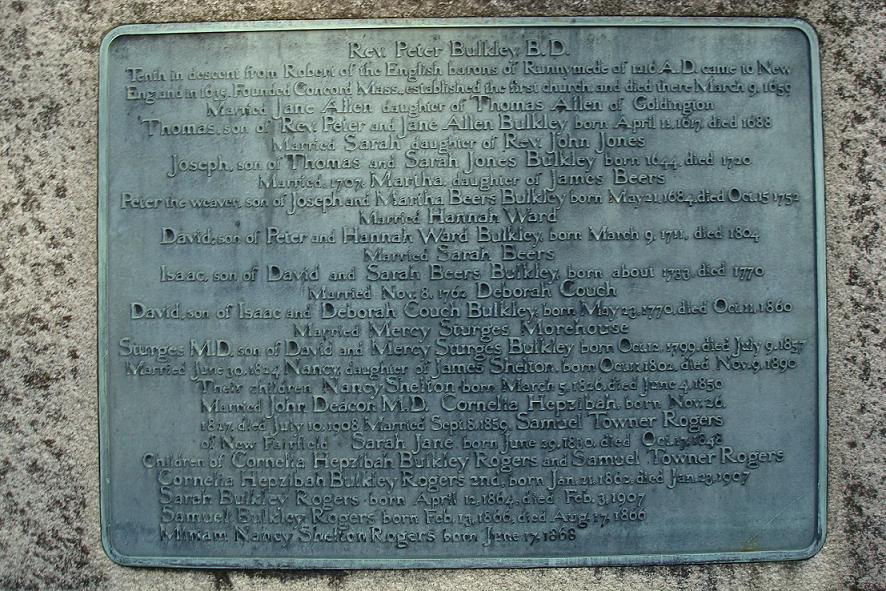 Rev. Peter Bulkley, B.D.
Tenth in descent from Robert of the English barons of Runnymede of 1216 A.D. came to New
England in 1635. Founded Concord Mass., established the first church, and died there March 9, 1659
Married Jane Allen daughter of Thomas Allen of Goldington
Thomas, son of Rev. Peter and Jane Allen Bulkley born April 11, 1617, died 1688
Married Sarah daughter of Rev. John Jones
Joseph, son of Thomas and Sarah Jones Bulkley born 1644, died 1720
Married, 1707, Martha, daughter of James Beers
Peter the weaver, son of Joseph and Martha Beers Bulkley, born May 21, 1684, died Oct. 15 1752
Married Hannah Ward
David, son of Peter and Hannah Ward Bulkley, born March 9, 1711, died 1804
Married Sarah Beers
Isaac, son of David and Sarah Beers Bulkley, born about 1733, died 1770
Married Nov. 8, 1762 Deborah Couch
David, son of Isaac and Deborah Couch Bulkley, born May 23, 1770, died Oct. 11, 1860
Married Mercy Sturges Morehouse
Sturges M.D. son of David and Mercy Sturges Bulkley born Oct. 12, 1799, died July 9, 1857
Married June 30, 1824 Nancy, daughter of James Shelton, born Oct. 17, 1802, died Nov. 9, 1890
Their children Nancy Shelton born March 5, 1826, died June 4, 1850
Married John Deacon M.D. Cornelia Hepzibah, born Nov. 26,
1827, died July 10, 1908 Married Sept. 18, 1859, Samuel Towner Rogers
of New Fairfield Sarah Jane born June 29, 1830, died Oct. 17, 1848
Children of Cornelia Hepzibah Bulkley Rogers and Samuel Towner Rogers
Cornelia Hepzibah Bulkley Rogers 2nd, born Jan. 21, 1862, died Jan. 23, 1907
Sarah Bulkley Rogers born April 12, 1864, died Feb. 3, 1907
Samuel Bulkley Rogers born Feb. 13, 1866, died Aug. 17, 1866
Miriam Nancy Shelton Rogers born June 17, 1868